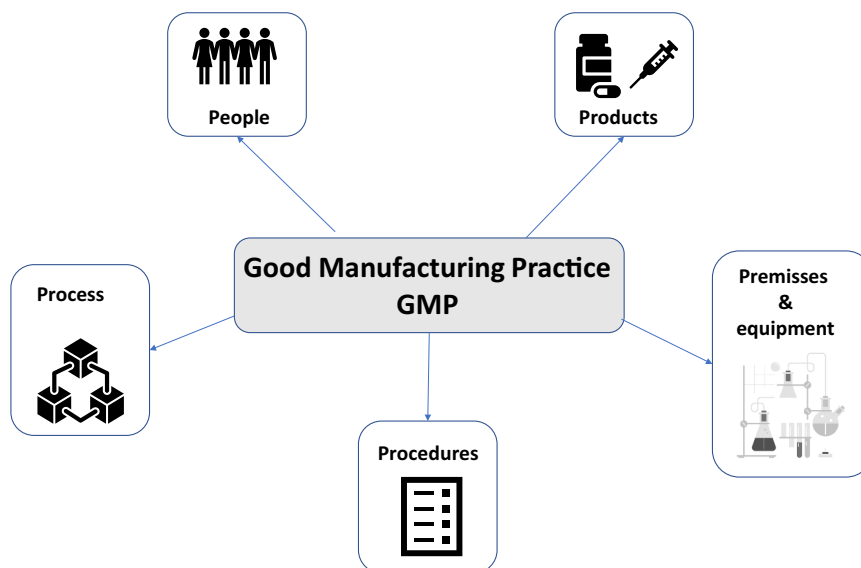 People
Products
Good Manufacturing Practice
GMP
Process
Premisses
&
equipment
Procedures